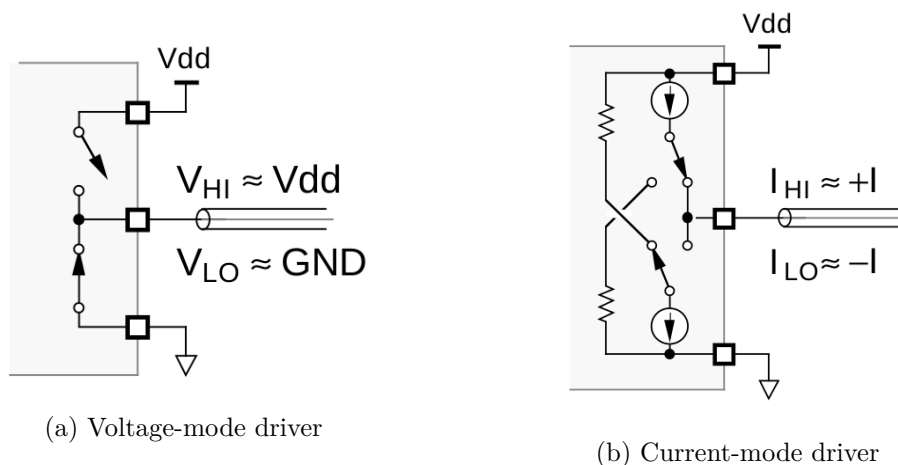 Vdd
V_HI ≈ Vdd
V_LO ≈ GND
(a) Voltage-mode driver
Vdd
I_HI ≈ +I
I_LO ≈ −I
(b) Current-mode driver